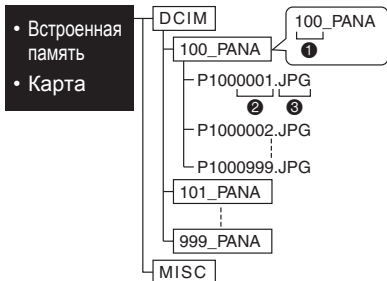 • Встроенная
память
• Карта
DCIM
100_PANA
100_PANA
❶
P1000001.JPG
❷ ❸
P1000002.JPG
P1000999.JPG
101_PANA
999_PANA
MISC